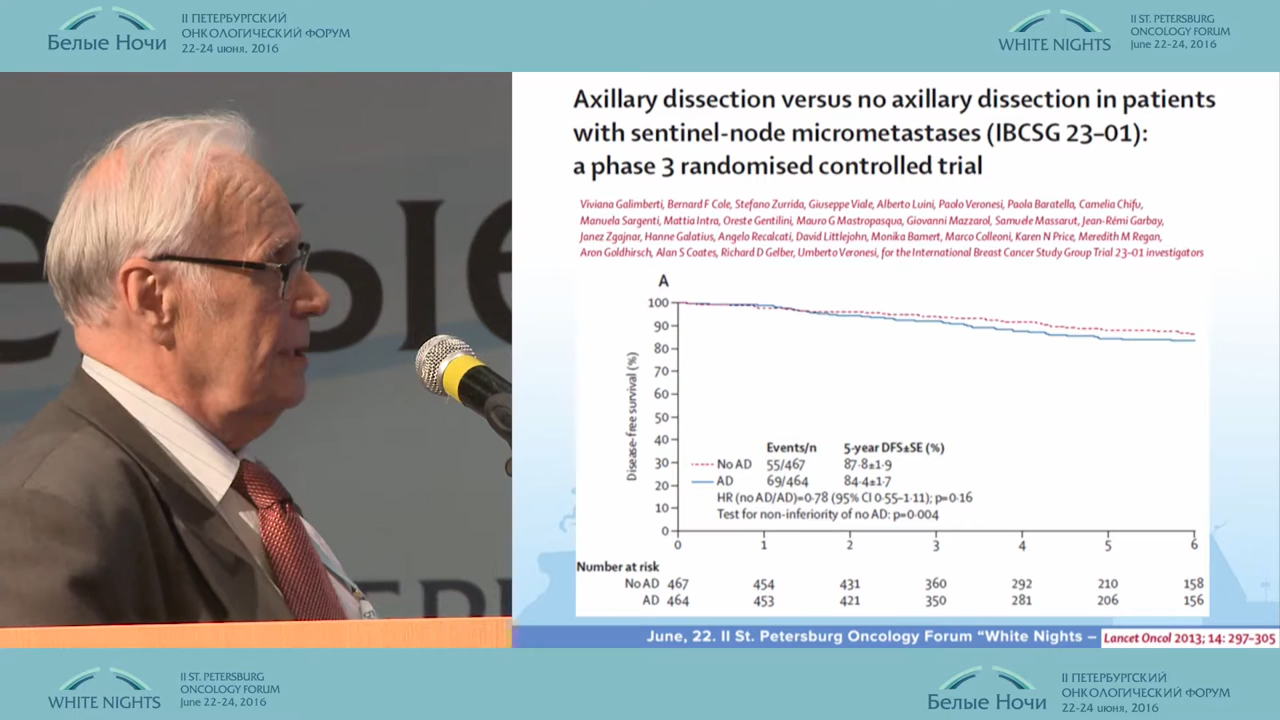 II ПЕТЕРБУРГСКИЙ
ОНКОЛОГИЧЕСКИЙ ФОРУМ
Белые Ночи
22-24 июня, 2016
II ST. PETERSBURG
ONCOLOGY FORUM
WHITE NIGHTS
June 22-24, 2016
Axillary dissection versus no axillary dissection in patients
with sentinel-node micrometastases (IBCSG 23–01):
a phase 3 randomised controlled trial
Viviana Galimberti, Bernard F Cole, Stefano Zurrida, Giuseppe Viale, Alberto Luini, Paolo Veronesi, Paola Baratella, Camelia Chifu,
Manuela Sargenti, Mattia Intra, Oreste Gentilini, Mauro G Mastropasqua, Giovanni Mazzarol, Samuele Massarut, Jean-Rémi Garbay,
Janez Zgajnar, Hanne Galatius, Angelo Recalcati, David Littlejohn, Monika Bamert, Marco Colleoni, Karen N Price, Meredith M Regan,
Aron Goldhirsch, Alan S Coates, Richard D Gelber, Umberto Veronesi, for the International Breast Cancer Study Group Trial 23-01 investigators
A
Disease-free survival (%)
100
90
80
70
60
50
40
30
20
10
0
Events/n 5-year DFS±SE (%)
No AD 55/467 87·8±1·9
AD 69/464 84·4±1·7
HR (no AD/AD)=0·78 (95% CI 0·55–1·11); p=0·16
Test for non-inferiority of no AD: p=0·004
0 1 2 3 4 5 6
Number at risk
No AD 467 454 431 360 292 210 158
AD 464 453 421 350 281 206 156
June, 22. II St. Petersburg Oncology Forum “White Nights –
Lancet Oncol 2013; 14: 297–305
WHITE NIGHTS
II ST. PETERSBURG
ONCOLOGY FORUM
June 22-24, 2016
Белые Ночи
II ПЕТЕРБУРГСКИЙ
ОНКОЛОГИЧЕСКИЙ ФОРУМ
22-24 июня, 2016